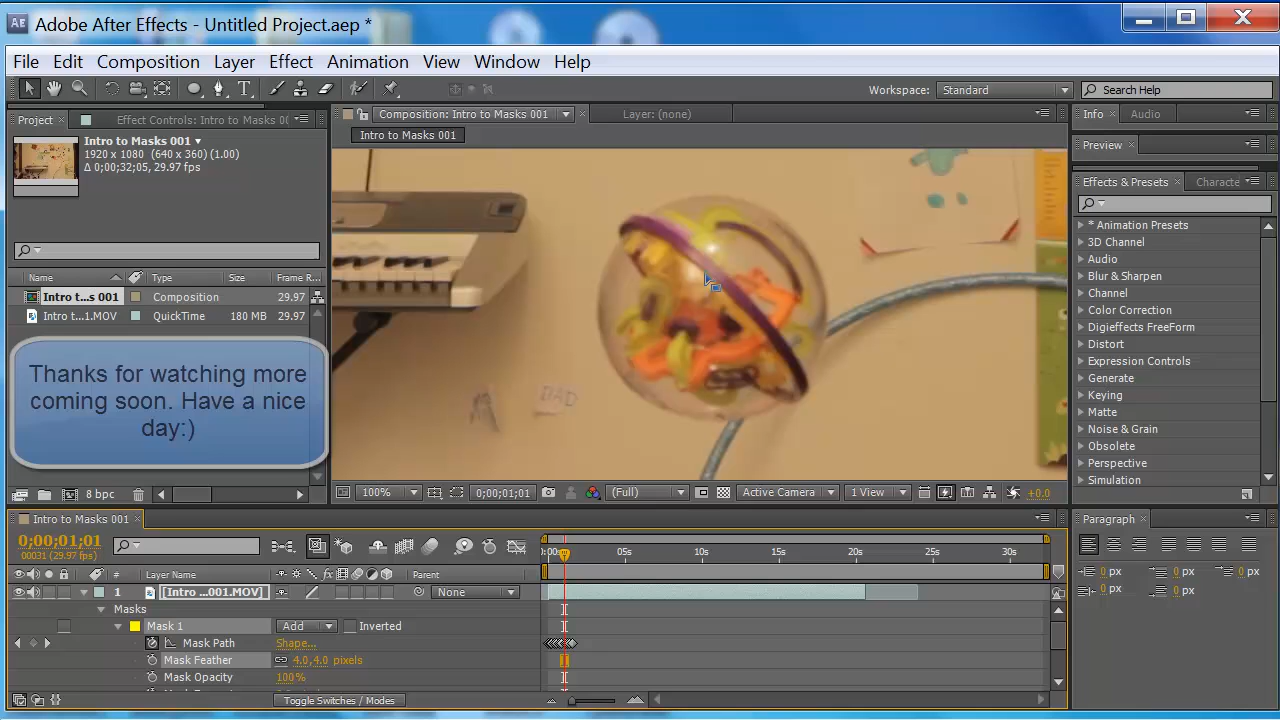 Adobe After Effects - Untitled Project.aep *
File Edit Composition Layer Effect Animation View Window Help
Workspace: Standard Search Help
Project Effect Controls: Intro to Masks 00
Composition: Intro to Masks 001 Layer: (none)
Info Audio
Intro to Masks 001
Intro to Masks 001
1920 x 1080 (640 x 360) (1.00)
Δ 0;00;32;05, 29.97 fps
Preview
Effects & Presets Characte
* Animation Presets
3D Channel
Audio
Blur & Sharpen
Channel
Color Correction
Digieffects FreeForm
Distort
Expression Controls
Generate
Keying
Matte
Noise & Grain
Obsolete
Perspective
Simulation
Name Type Size Frame R...
Intro t...s 001 Composition 29.97
Intro t...1.MOV QuickTime 180 MB 29.97
Thanks for watching more
coming soon. Have a nice
day:)
DAD
8 bpc
100% 0;00;01;01 (Full) Active Camera 1 View +0.0
Intro to Masks 001
0;00;01;01
00031 (29.97 fps)
0:00s 05s 10s 15s 20s 25s 30s
# Layer Name Parent
1 [Intro ...001.MOV] None
Masks
Mask 1 Add Inverted
Mask Path Shape...
Mask Feather 4.0,4.0 pixels
Mask Opacity 100%
Toggle Switches / Modes
Paragraph
0 px 0 px 0 px
0 px 0 px